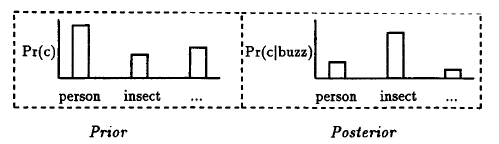 Pr(c)
person insect ...
Prior
Pr(c|buzz)
person insect ...
Posterior